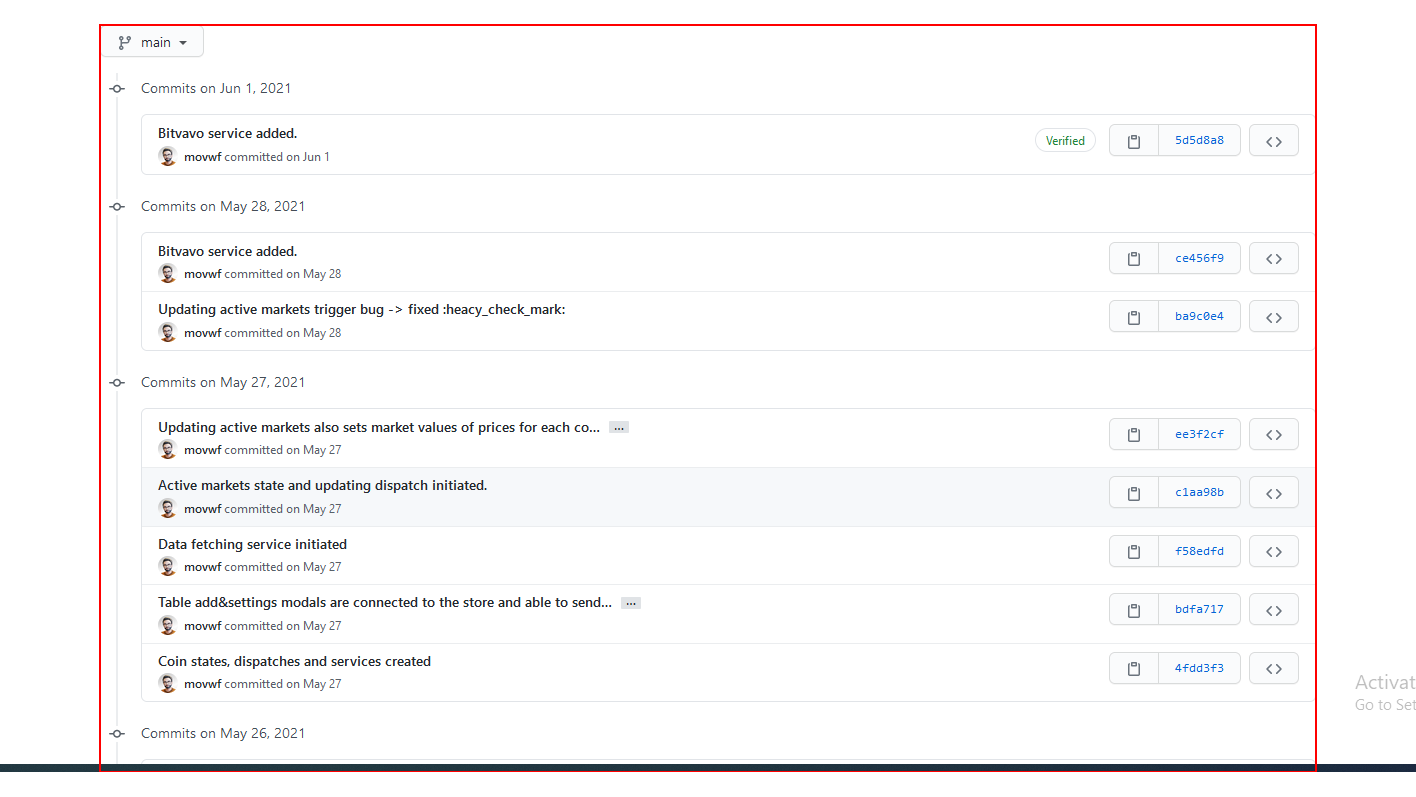 main
Commits on Jun 1, 2021
Bitvavo service added.
movwf committed on Jun 1
Verified
5d5d8a8
Commits on May 28, 2021
Bitvavo service added.
movwf committed on May 28
ce456f9
Updating active markets trigger bug -> fixed :heacy_check_mark:
movwf committed on May 28
ba9c0e4
Commits on May 27, 2021
Updating active markets also sets market values of prices for each co... ...
movwf committed on May 27
ee3f2cf
Active markets state and updating dispatch initiated.
movwf committed on May 27
c1aa98b
Data fetching service initiated
movwf committed on May 27
f58edfd
Table add&settings modals are connected to the store and able to send... ...
movwf committed on May 27
bdfa717
Coin states, dispatches and services created
movwf committed on May 27
4fdd3f3
Activat
Go to Set
Commits on May 26, 2021